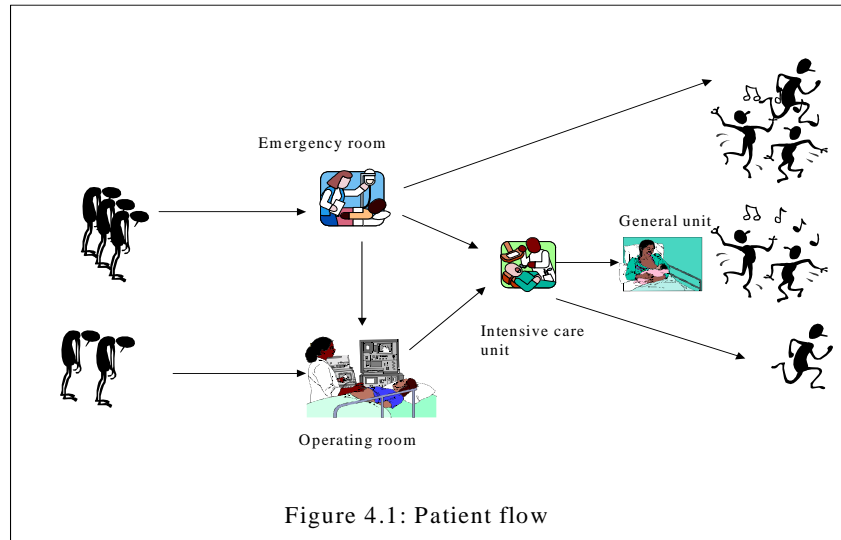 Emergency room
General unit
Intensive care
unit
Operating room
Figure 4.1: Patient flow